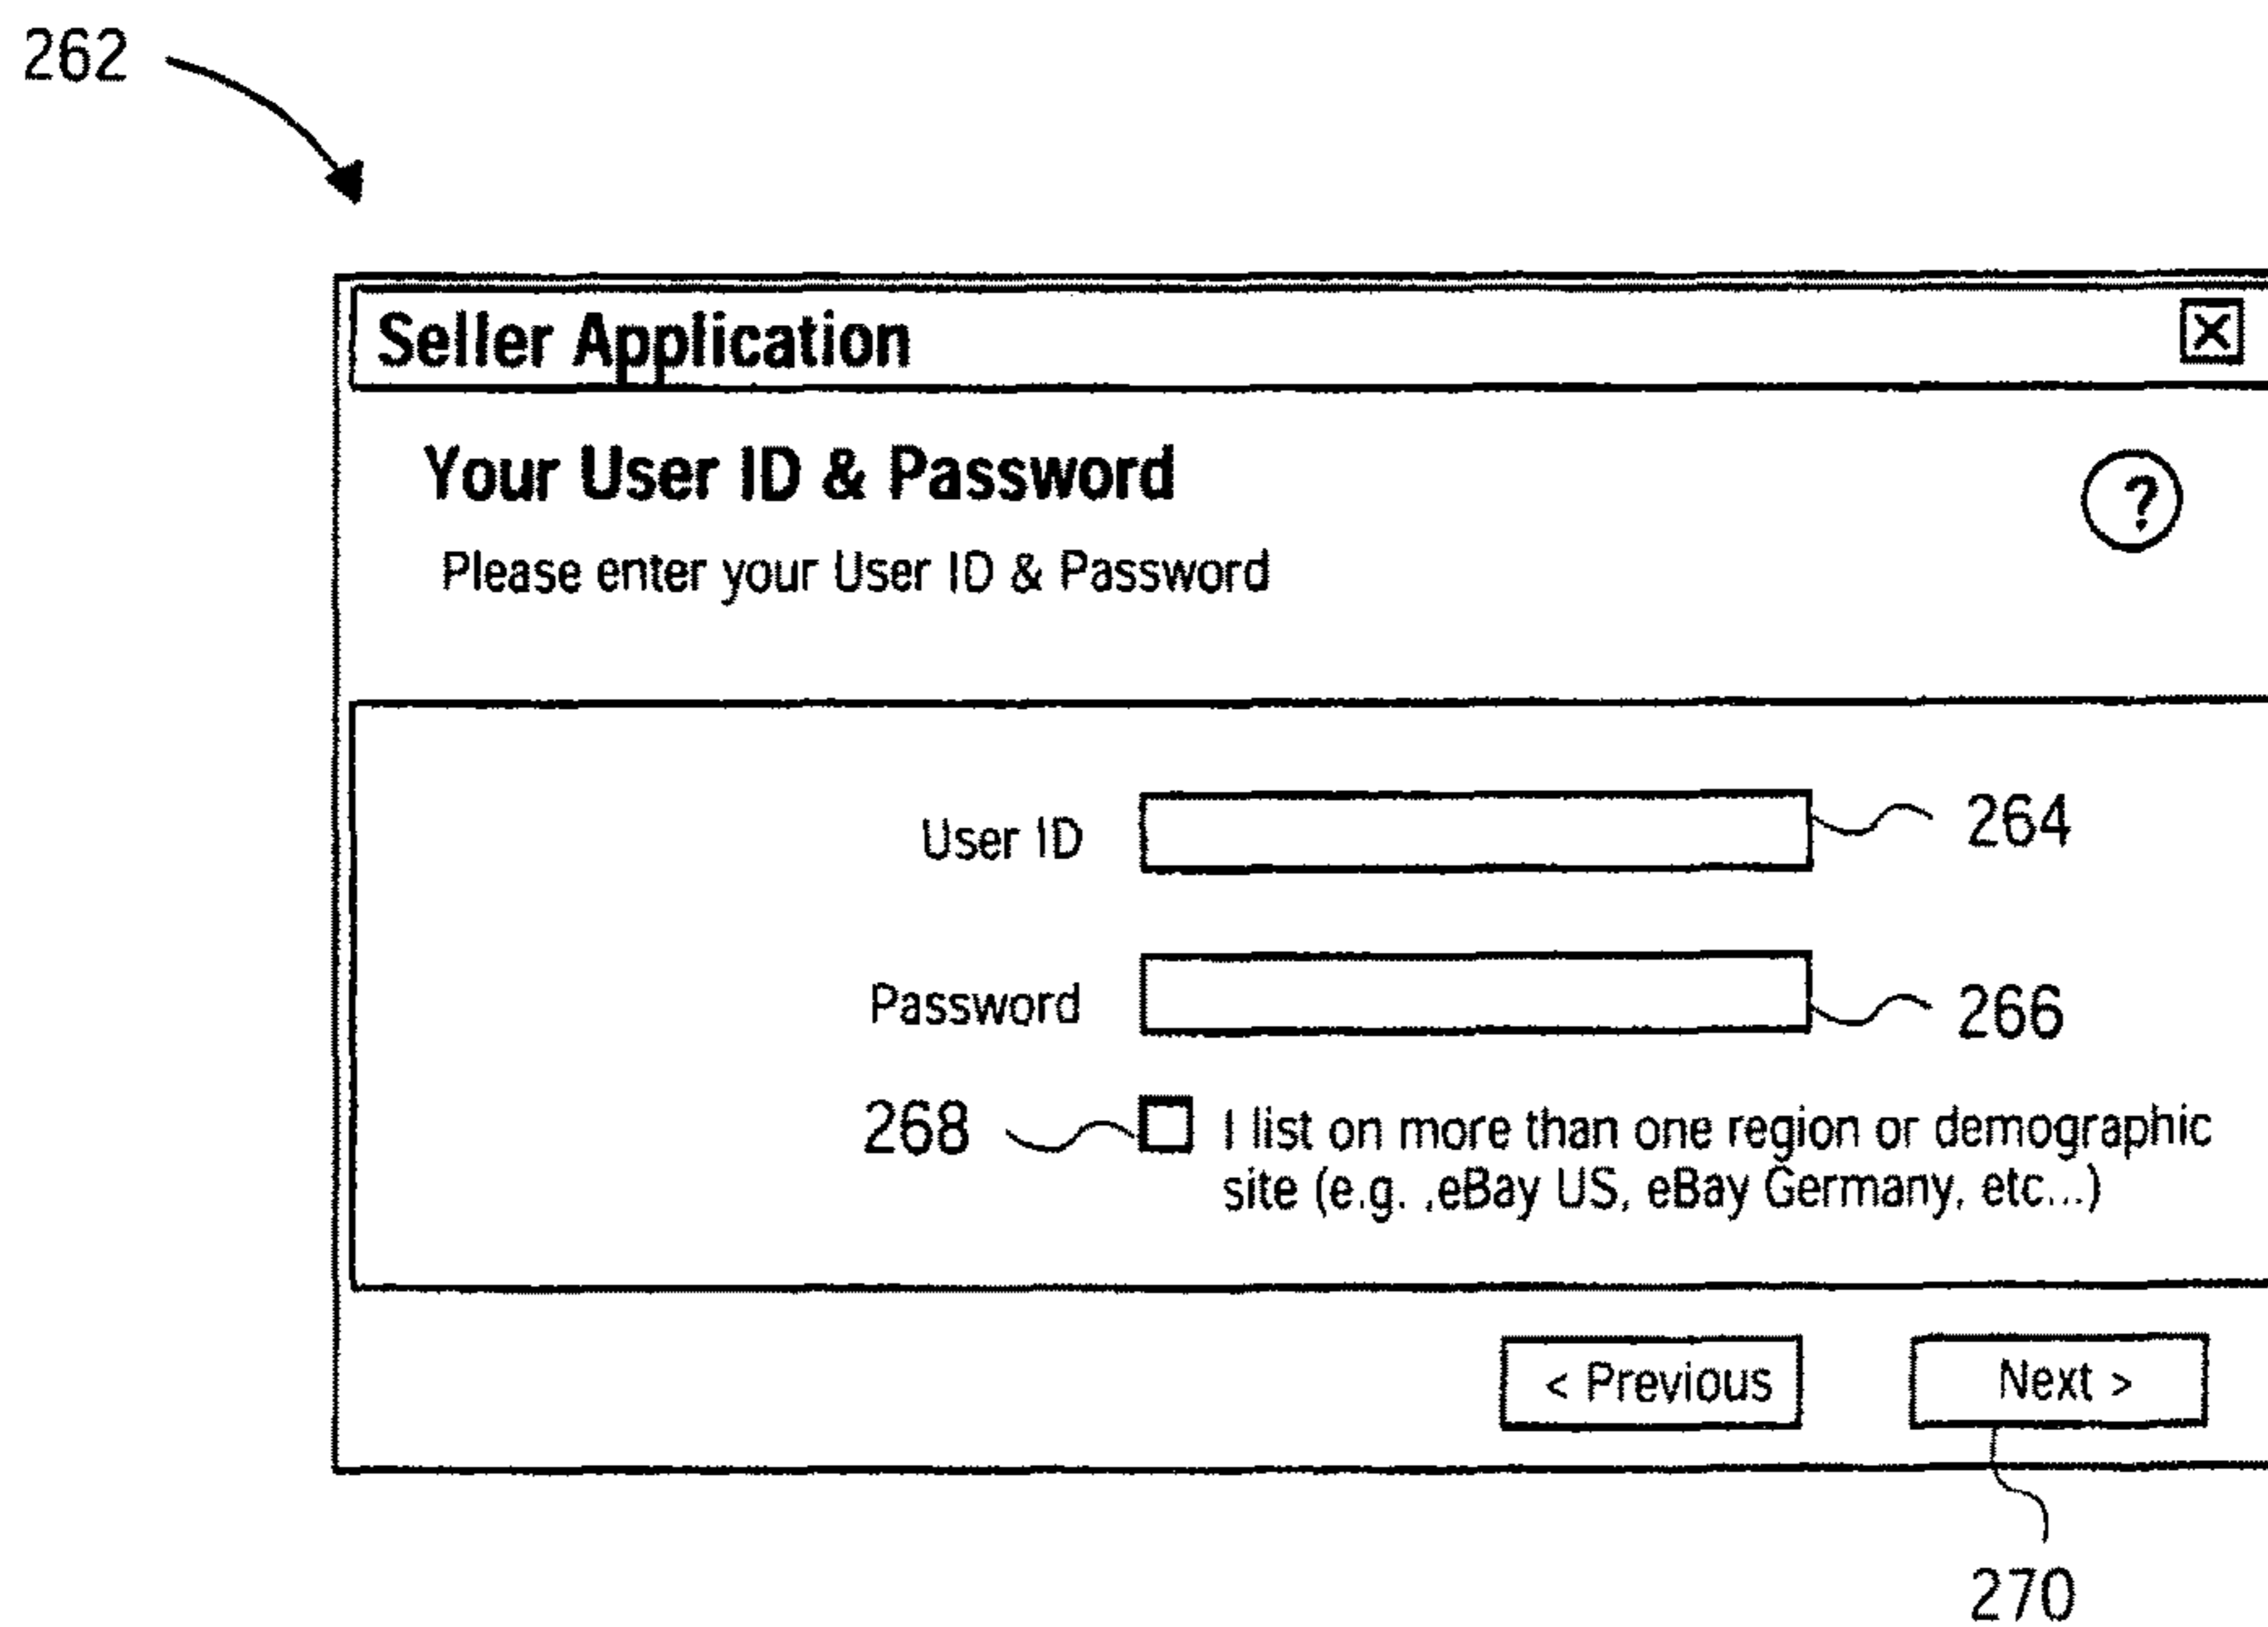 262
Seller Application
Your User ID & Password
?
Please enter your User ID & Password
User ID
264
Password
266
268
I list on more than one region or demographic
site (e.g. ,eBay US, eBay Germany, etc...)
< Previous
Next >
270